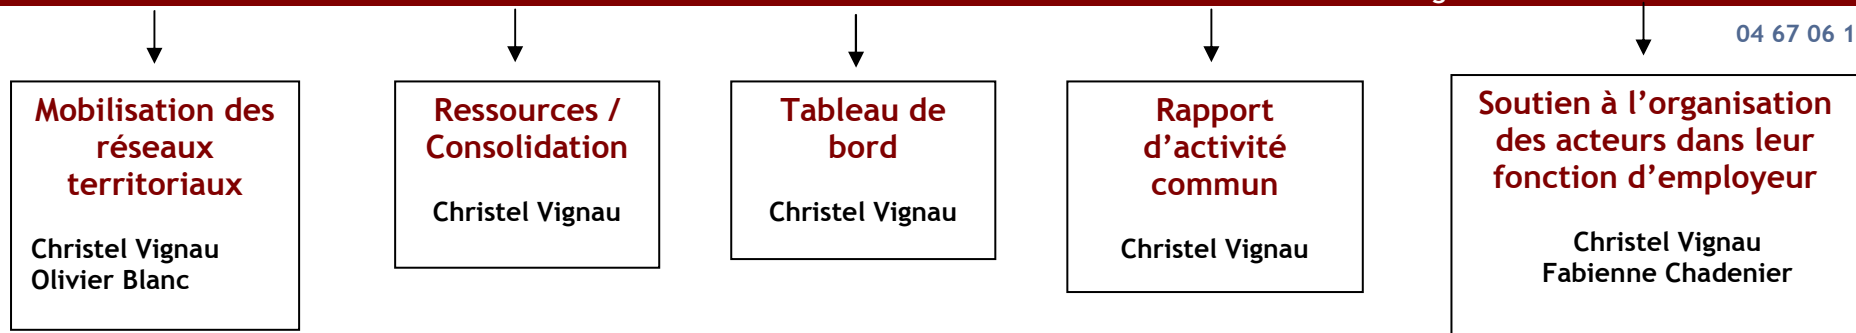 04 67 06 1
Mobilisation des
réseaux
territoriaux
Christel Vignau
Olivier Blanc
Ressources /
Consolidation
Christel Vignau
Tableau de
bord
Christel Vignau
Rapport
d’activité
commun
Christel Vignau
Soutien à l’organisation
des acteurs dans leur
fonction d’employeur
Christel Vignau
Fabienne Chadenier